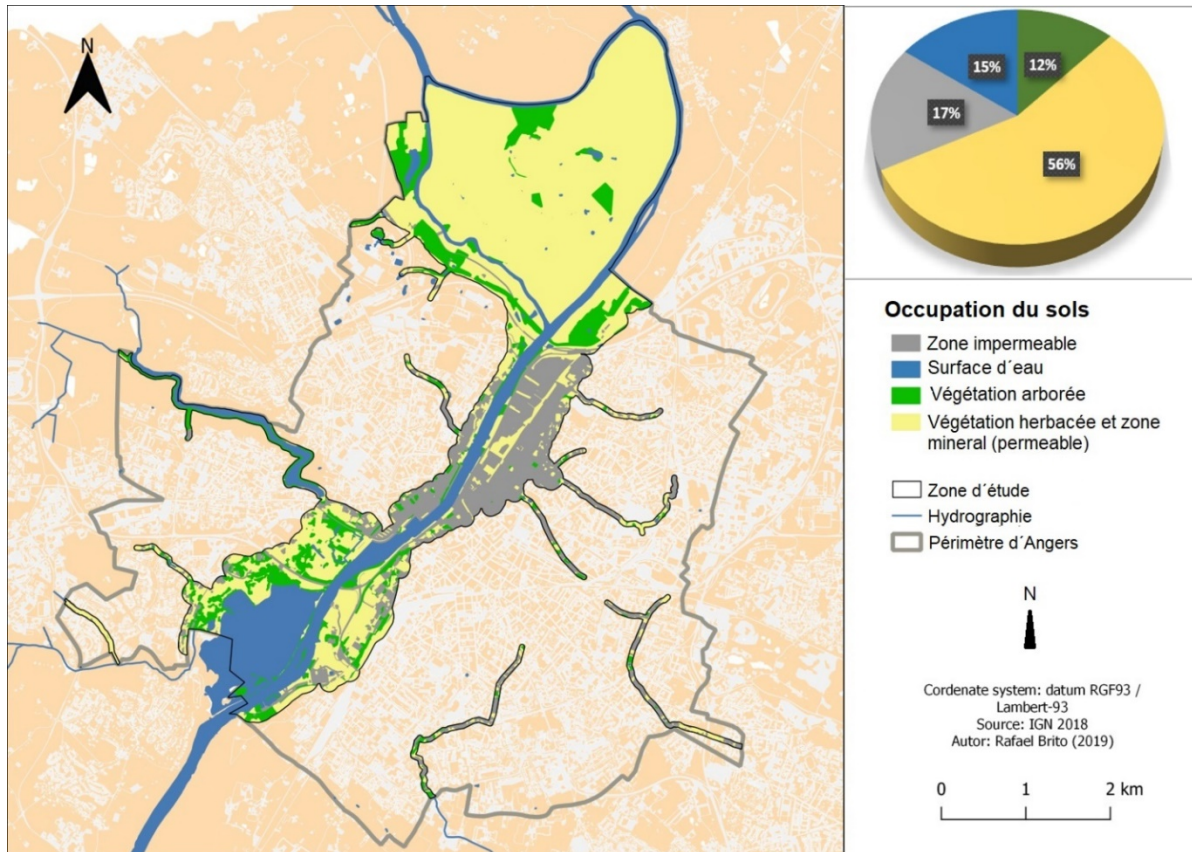 N
15%
12%
17%
56%
Occupation du sols
Zone impermeable
Surface d´eau
Végétation arborée
Végétation herbacée et zone
mineral (permeable)
Zone d´étude
Hydrographie
Périmètre d´Angers
N
Cordenate system: datum RGF93 /
Lambert-93
Source: IGN 2018
Autor: Rafael Brito (2019)
0 1 2 km